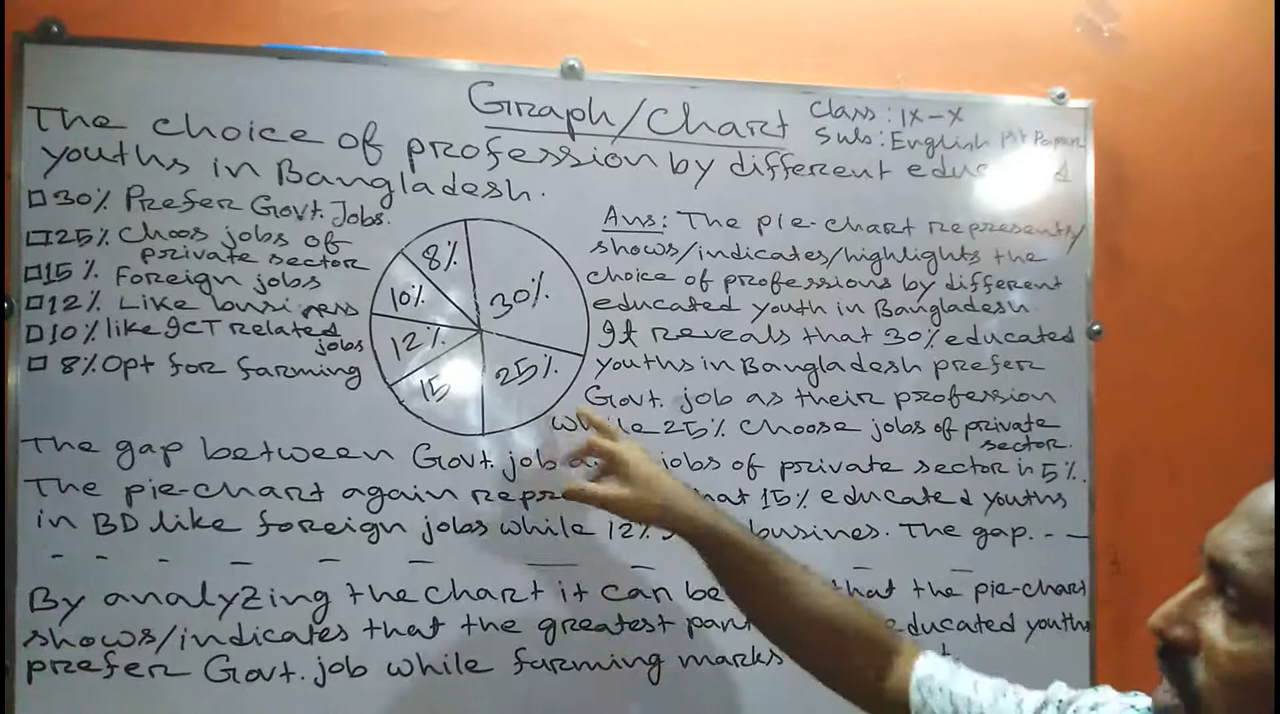 Graph/Chart
Class: IX-X
Sub: English 1st Paper
The choice of profession by different
youths in Bangladesh.
30% Prefer Govt. Jobs.
25% Choos jobs of
private sector
15% Foreign jobs
12% Like business
10% like ICT related
jobs
8% Opt for farming
8%
30%
10%
12%
15
25%
Ans: The pie-chart represents/
shows/indicates/highlights the
choice of professions by different
educated youth in Bangladesh.
It reveals that 30% educated
youths in Bangladesh prefer
Govt. job as their profession
while 25% choose jobs of private
sector.
The gap between Govt. job jobs of private sector is 5%.
The pie-chart again 15% educated youths
in BD like foreign jobs while 12% busines. The gap. - -
By analyzing the chart it can be that the pie-chart
shows/indicates that the greatest educated youths
prefer Govt. job while farming marks